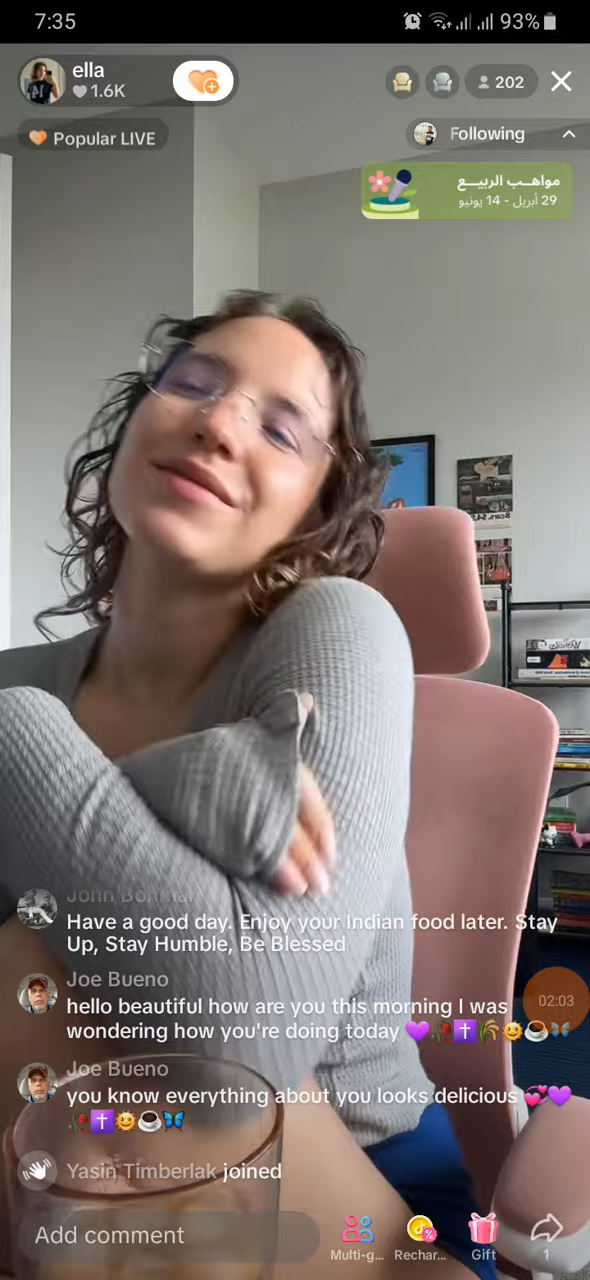 7:35
93%
ella
1.6K
202
Popular LIVE
Following
مواهب الربيع
29 أبريل - 14 يونيو
Have a good day. Enjoy your Indian food later. Stay
Up, Stay Humble, Be Blessed
02:03
Joe Bueno
hello beautiful how are you this morning I was
wondering how you're doing today 💜🥀✝️🌾🌞☕🦋
Joe Bueno
you know everything about you looks delicious 💞💜
🥀✝️🌞☕🦋
Yasin Timberlak joined
Add comment
Multi-g...
Rechar...
Gift
1